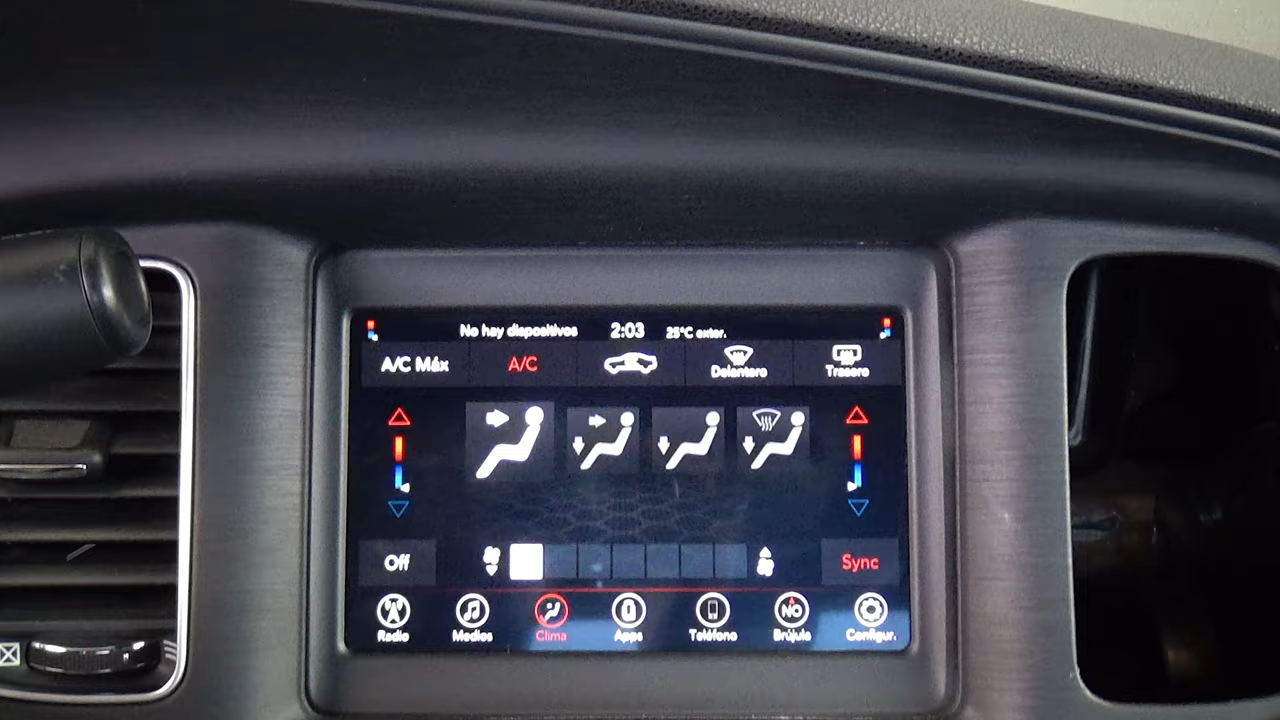 No hay dispositivos 2:03 25°C exter.
A/C Máx A/C Delantero Trasero
Off Sync
Radio Medios Clima Apps Teléfono NO Brújula Configur.